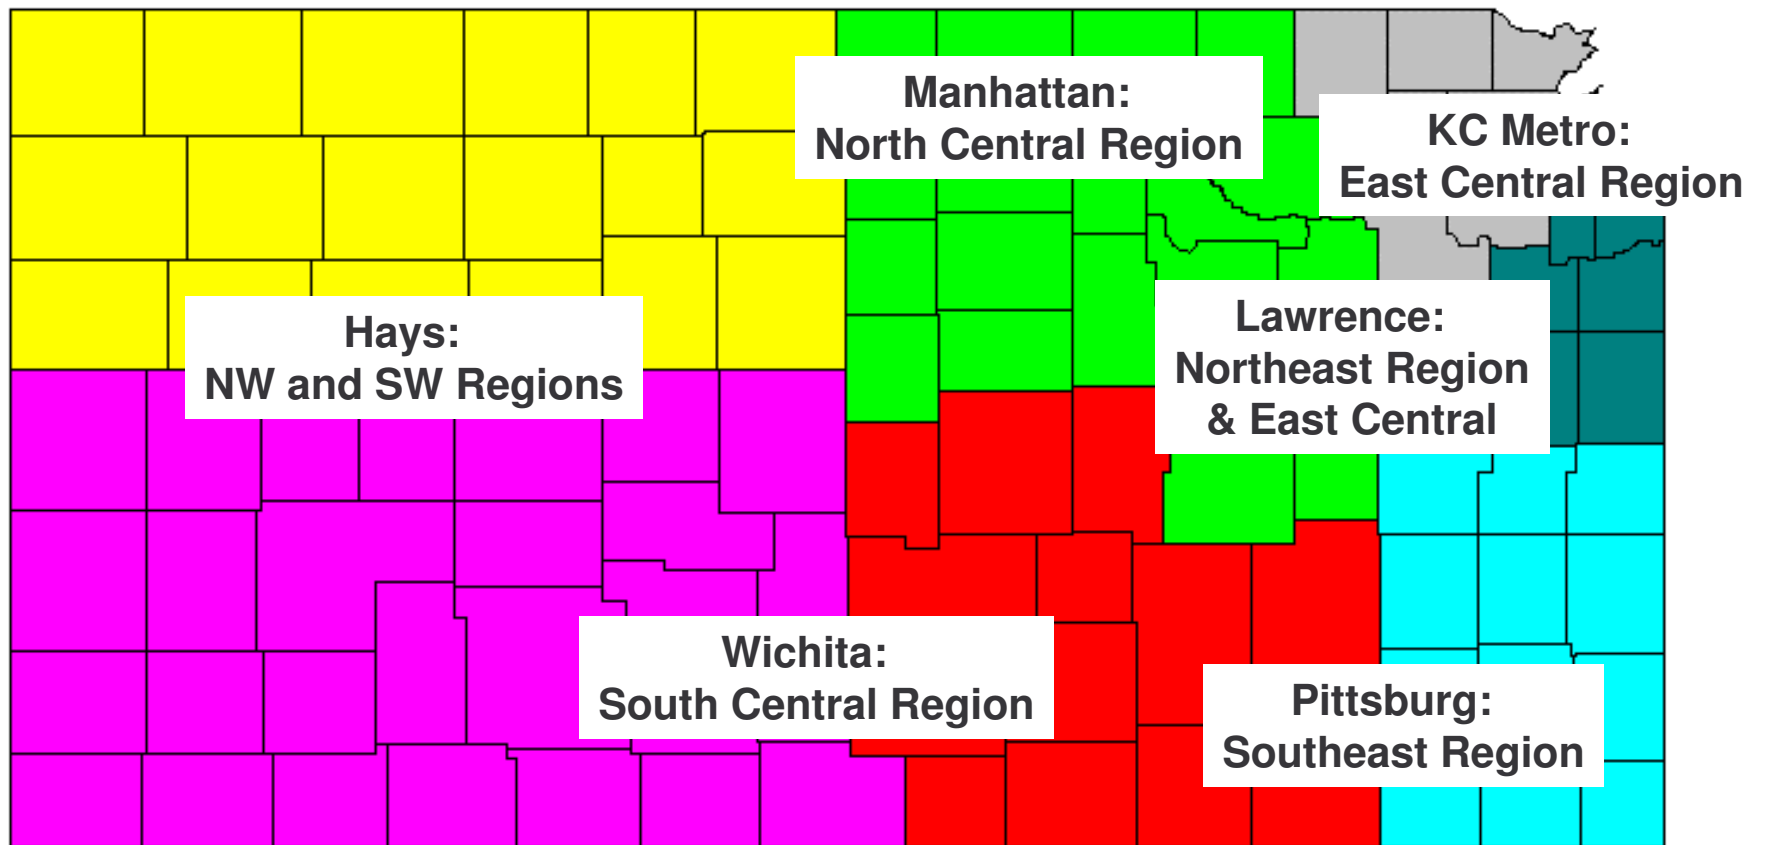 Manhattan:
North Central Region
KC Metro:
East Central Region
Hays:
NW and SW Regions
Lawrence:
Northeast Region
& East Central
Wichita:
South Central Region
Pittsburg:
Southeast Region